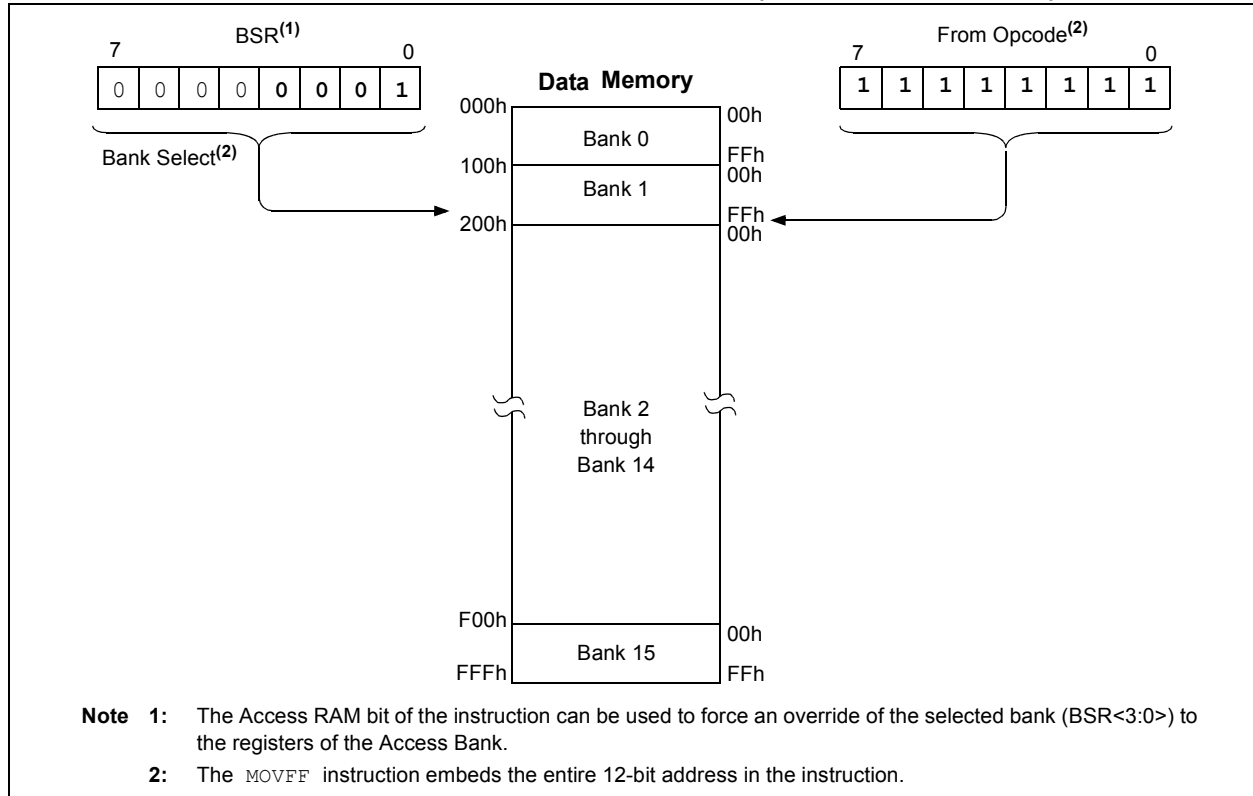 BSR(1)
7 0
0 0 0 0 0 0 0 1
Bank Select(2)
From Opcode(2)
7 0
1 1 1 1 1 1 1 1
Data Memory
000h
00h
Bank 0
FFh
100h
00h
Bank 1
FFh
200h
00h
Bank 2
through
Bank 14
F00h
00h
Bank 15
FFFh
FFh
Note 1: The Access RAM bit of the instruction can be used to force an override of the selected bank (BSR<3:0>) to
the registers of the Access Bank.
2: The MOVFF instruction embeds the entire 12-bit address in the instruction.